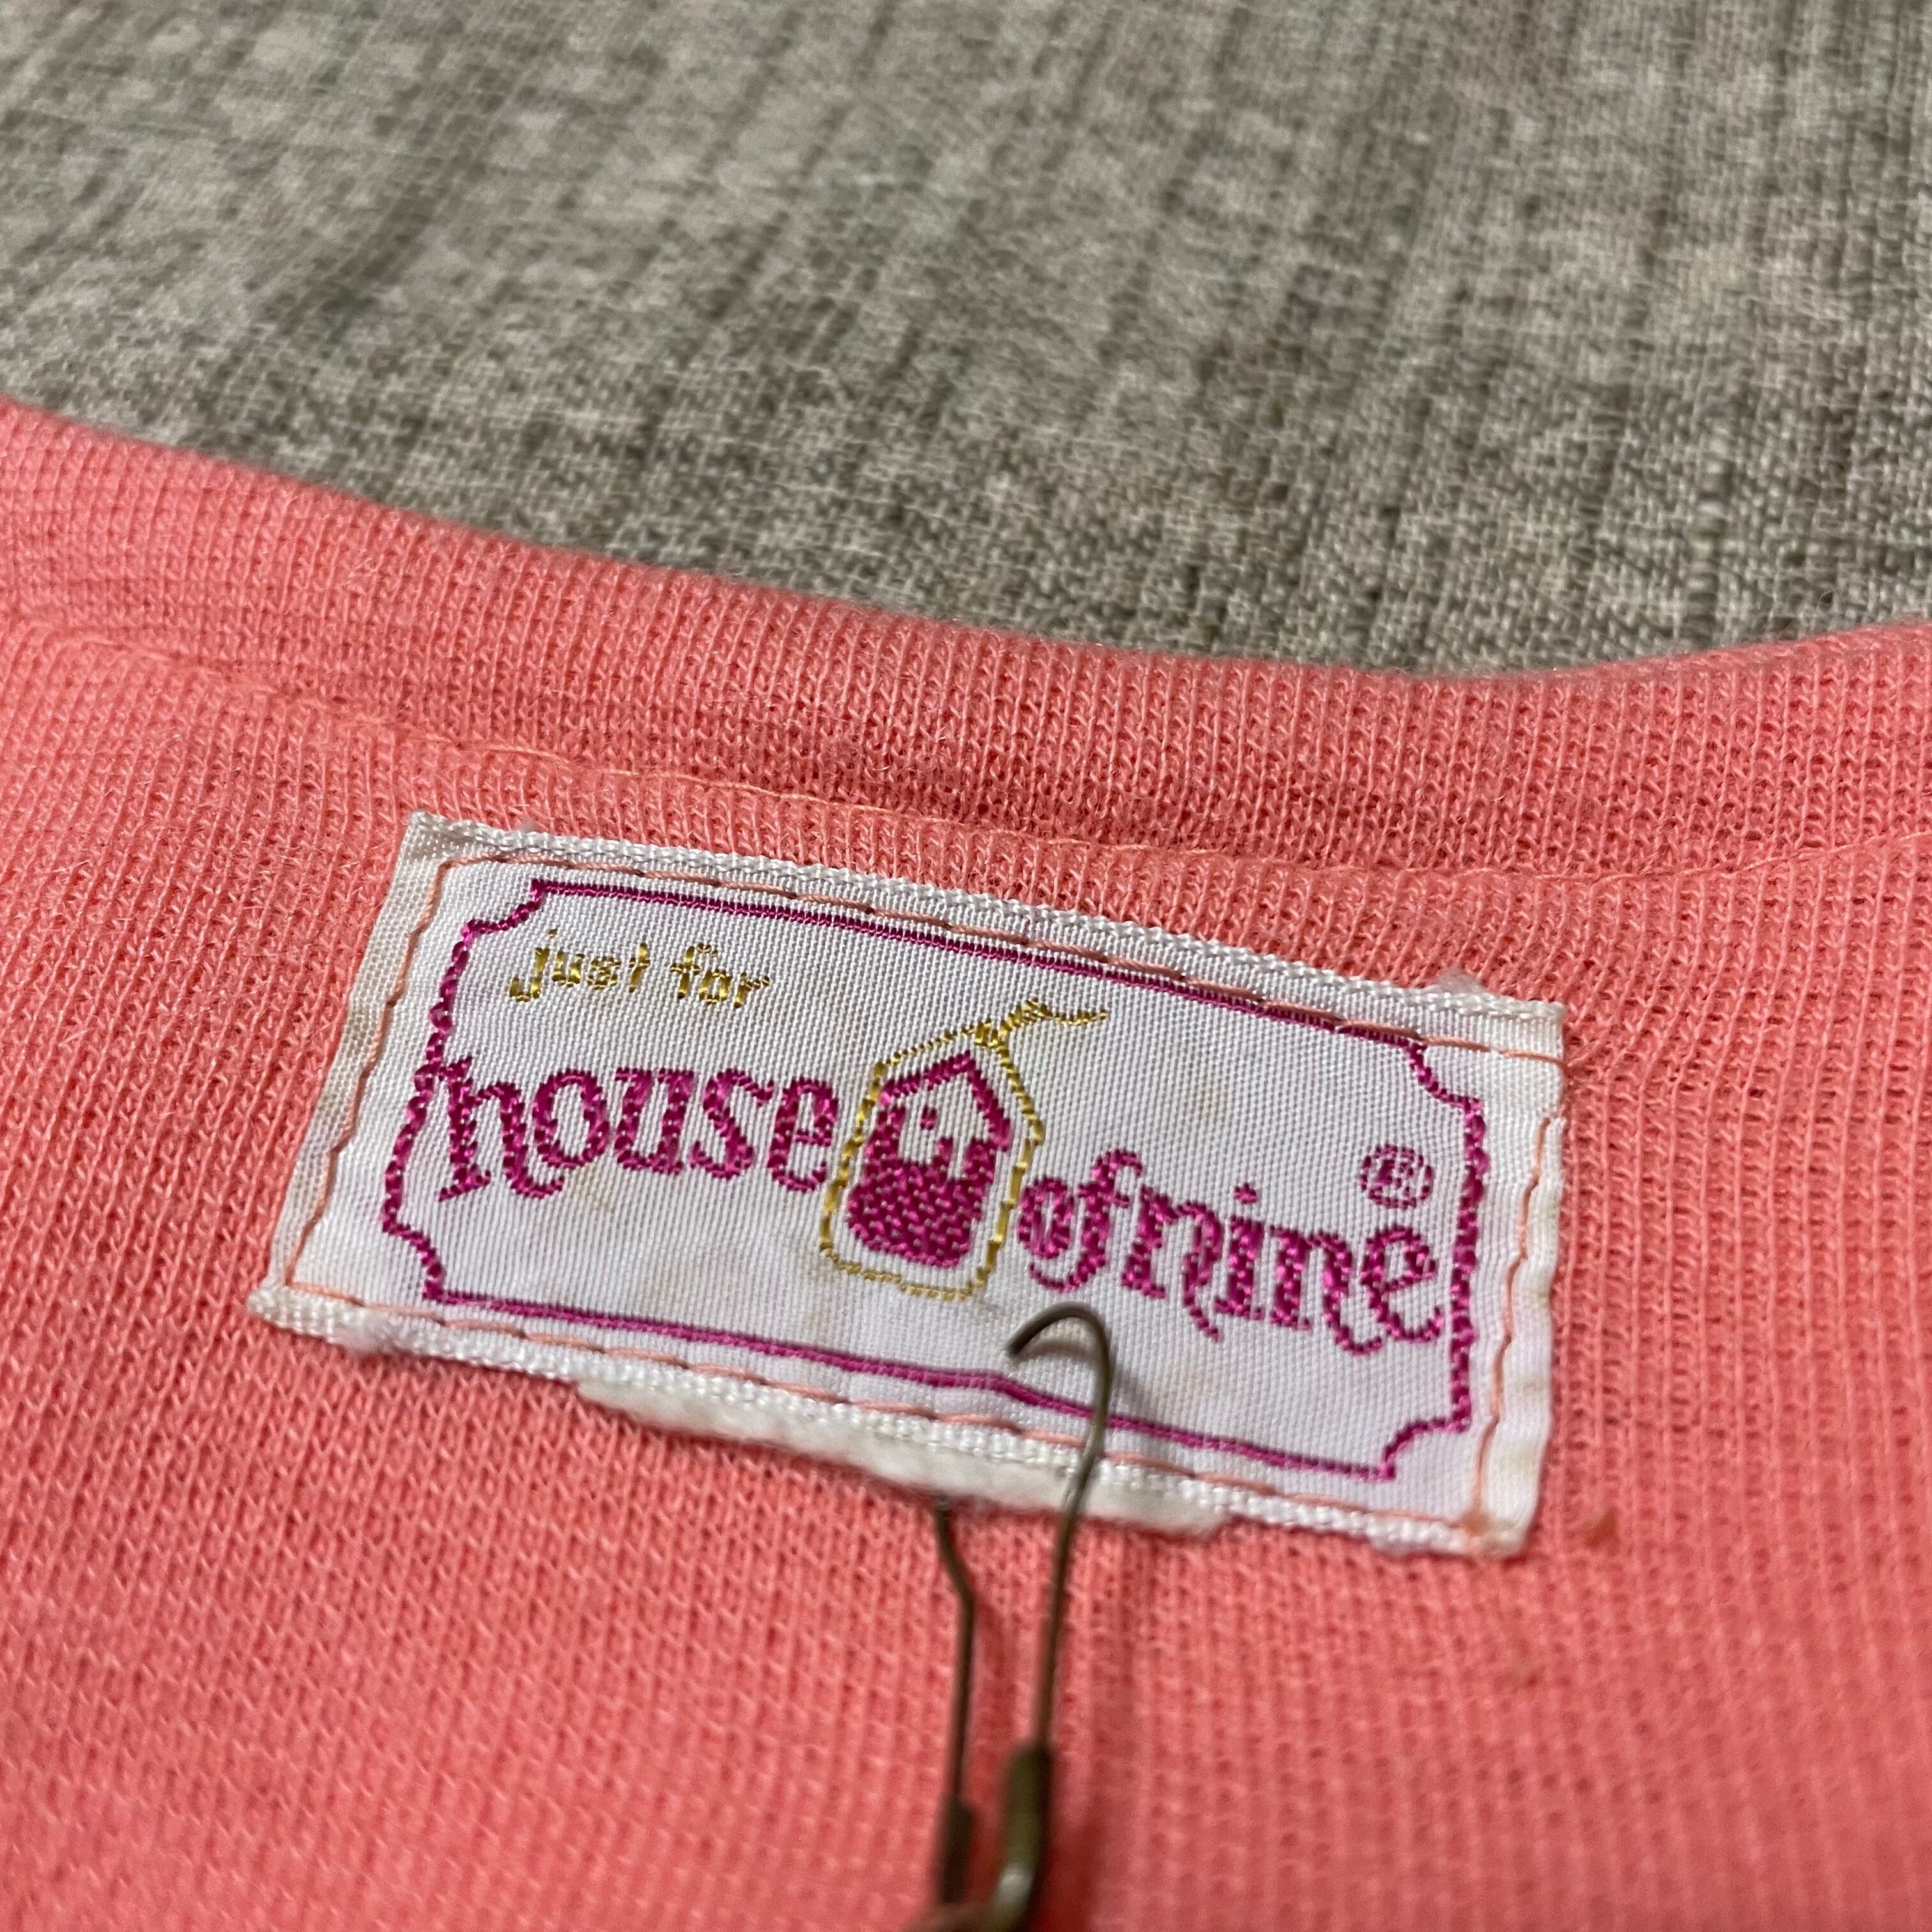 just for
house of nine ®